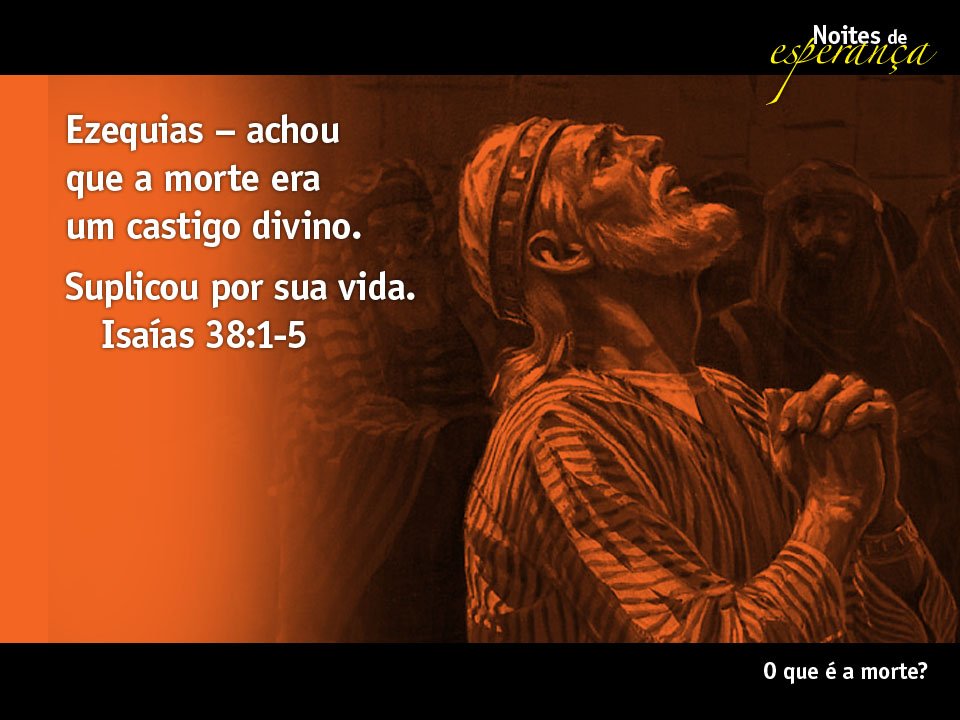 Noites de
esperança
Ezequias – achou
que a morte era
um castigo divino.
Suplicou por sua vida.
Isaías 38:1-5
O que é a morte?